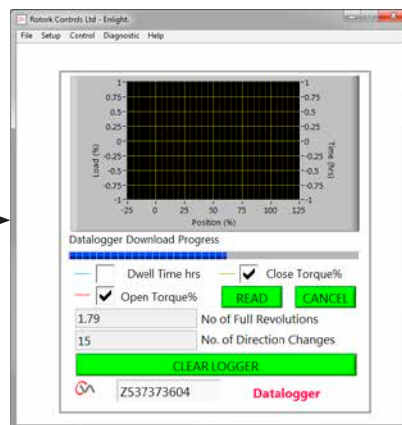 Rotork Controls Ltd - Enlight.
File Setup Control Diagnostic Help
1 1
0.75 0.75
0.5 0.5
0.25 0.25
0 0
-0.25 -0.25
-0.5 -0.5
-0.75 -0.75
-1 -1
Load (%)
Time (hrs)
-25 0 25 50 75 100 125
Position (%)
Datalogger Download Progress
Dwell Time hrs Close Torque%
Open Torque% READ CANCEL
1.79 No of Full Revolutions
15 No. of Direction Changes
CLEAR LOGGER
Z537373604 Datalogger